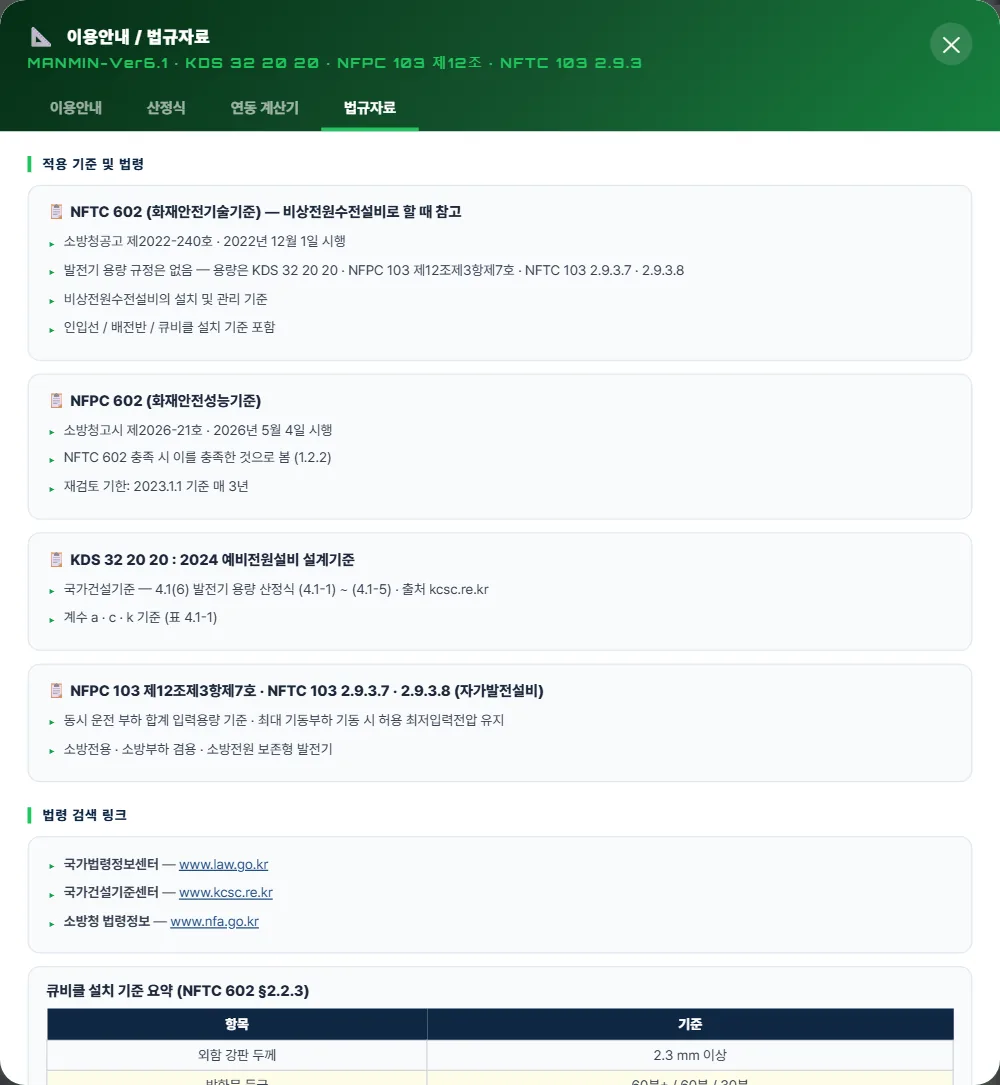 이용안내 / 법규자료
MANMIN-Ver6.1 · KDS 32 20 20 · NFPC 103 제12조 · NFTC 103 2.9.3
이용안내 산정식 연동 계산기 법규자료
적용 기준 및 법령
NFTC 602 (화재안전기술기준) — 비상전원수전설비로 할 때 참고
소방청공고 제2022-240호 · 2022년 12월 1일 시행
발전기 용량 규정은 없음 — 용량은 KDS 32 20 20 · NFPC 103 제12조제3항제7호 · NFTC 103 2.9.3.7 · 2.9.3.8
비상전원수전설비의 설치 및 관리 기준
인입선 / 배전반 / 큐비클 설치 기준 포함
NFPC 602 (화재안전성능기준)
소방청고시 제2026-21호 · 2026년 5월 4일 시행
NFTC 602 충족 시 이를 충족한 것으로 봄 (1.2.2)
재검토 기한: 2023.1.1 기준 매 3년
KDS 32 20 20 : 2024 예비전원설비 설계기준
국가건설기준 — 4.1(6) 발전기 용량 산정식 (4.1-1) ~ (4.1-5) · 출처 kcsc.re.kr
계수 a · c · k 기준 (표 4.1-1)
NFPC 103 제12조제3항제7호 · NFTC 103 2.9.3.7 · 2.9.3.8 (자가발전설비)
동시 운전 부하 합계 입력용량 기준 · 최대 기동부하 기동 시 허용 최저입력전압 유지
소방전용 · 소방부하 겸용 · 소방전원 보존형 발전기
법령 검색 링크
국가법령정보센터 — www.law.go.kr
국가건설기준센터 — www.kcsc.re.kr
소방청 법령정보 — www.nfa.go.kr
큐비클 설치 기준 요약 (NFTC 602 §2.2.3)
항목 기준
외함 강판 두께 2.3 mm 이상
방화문 등급 60분+ / 60분 / 30분